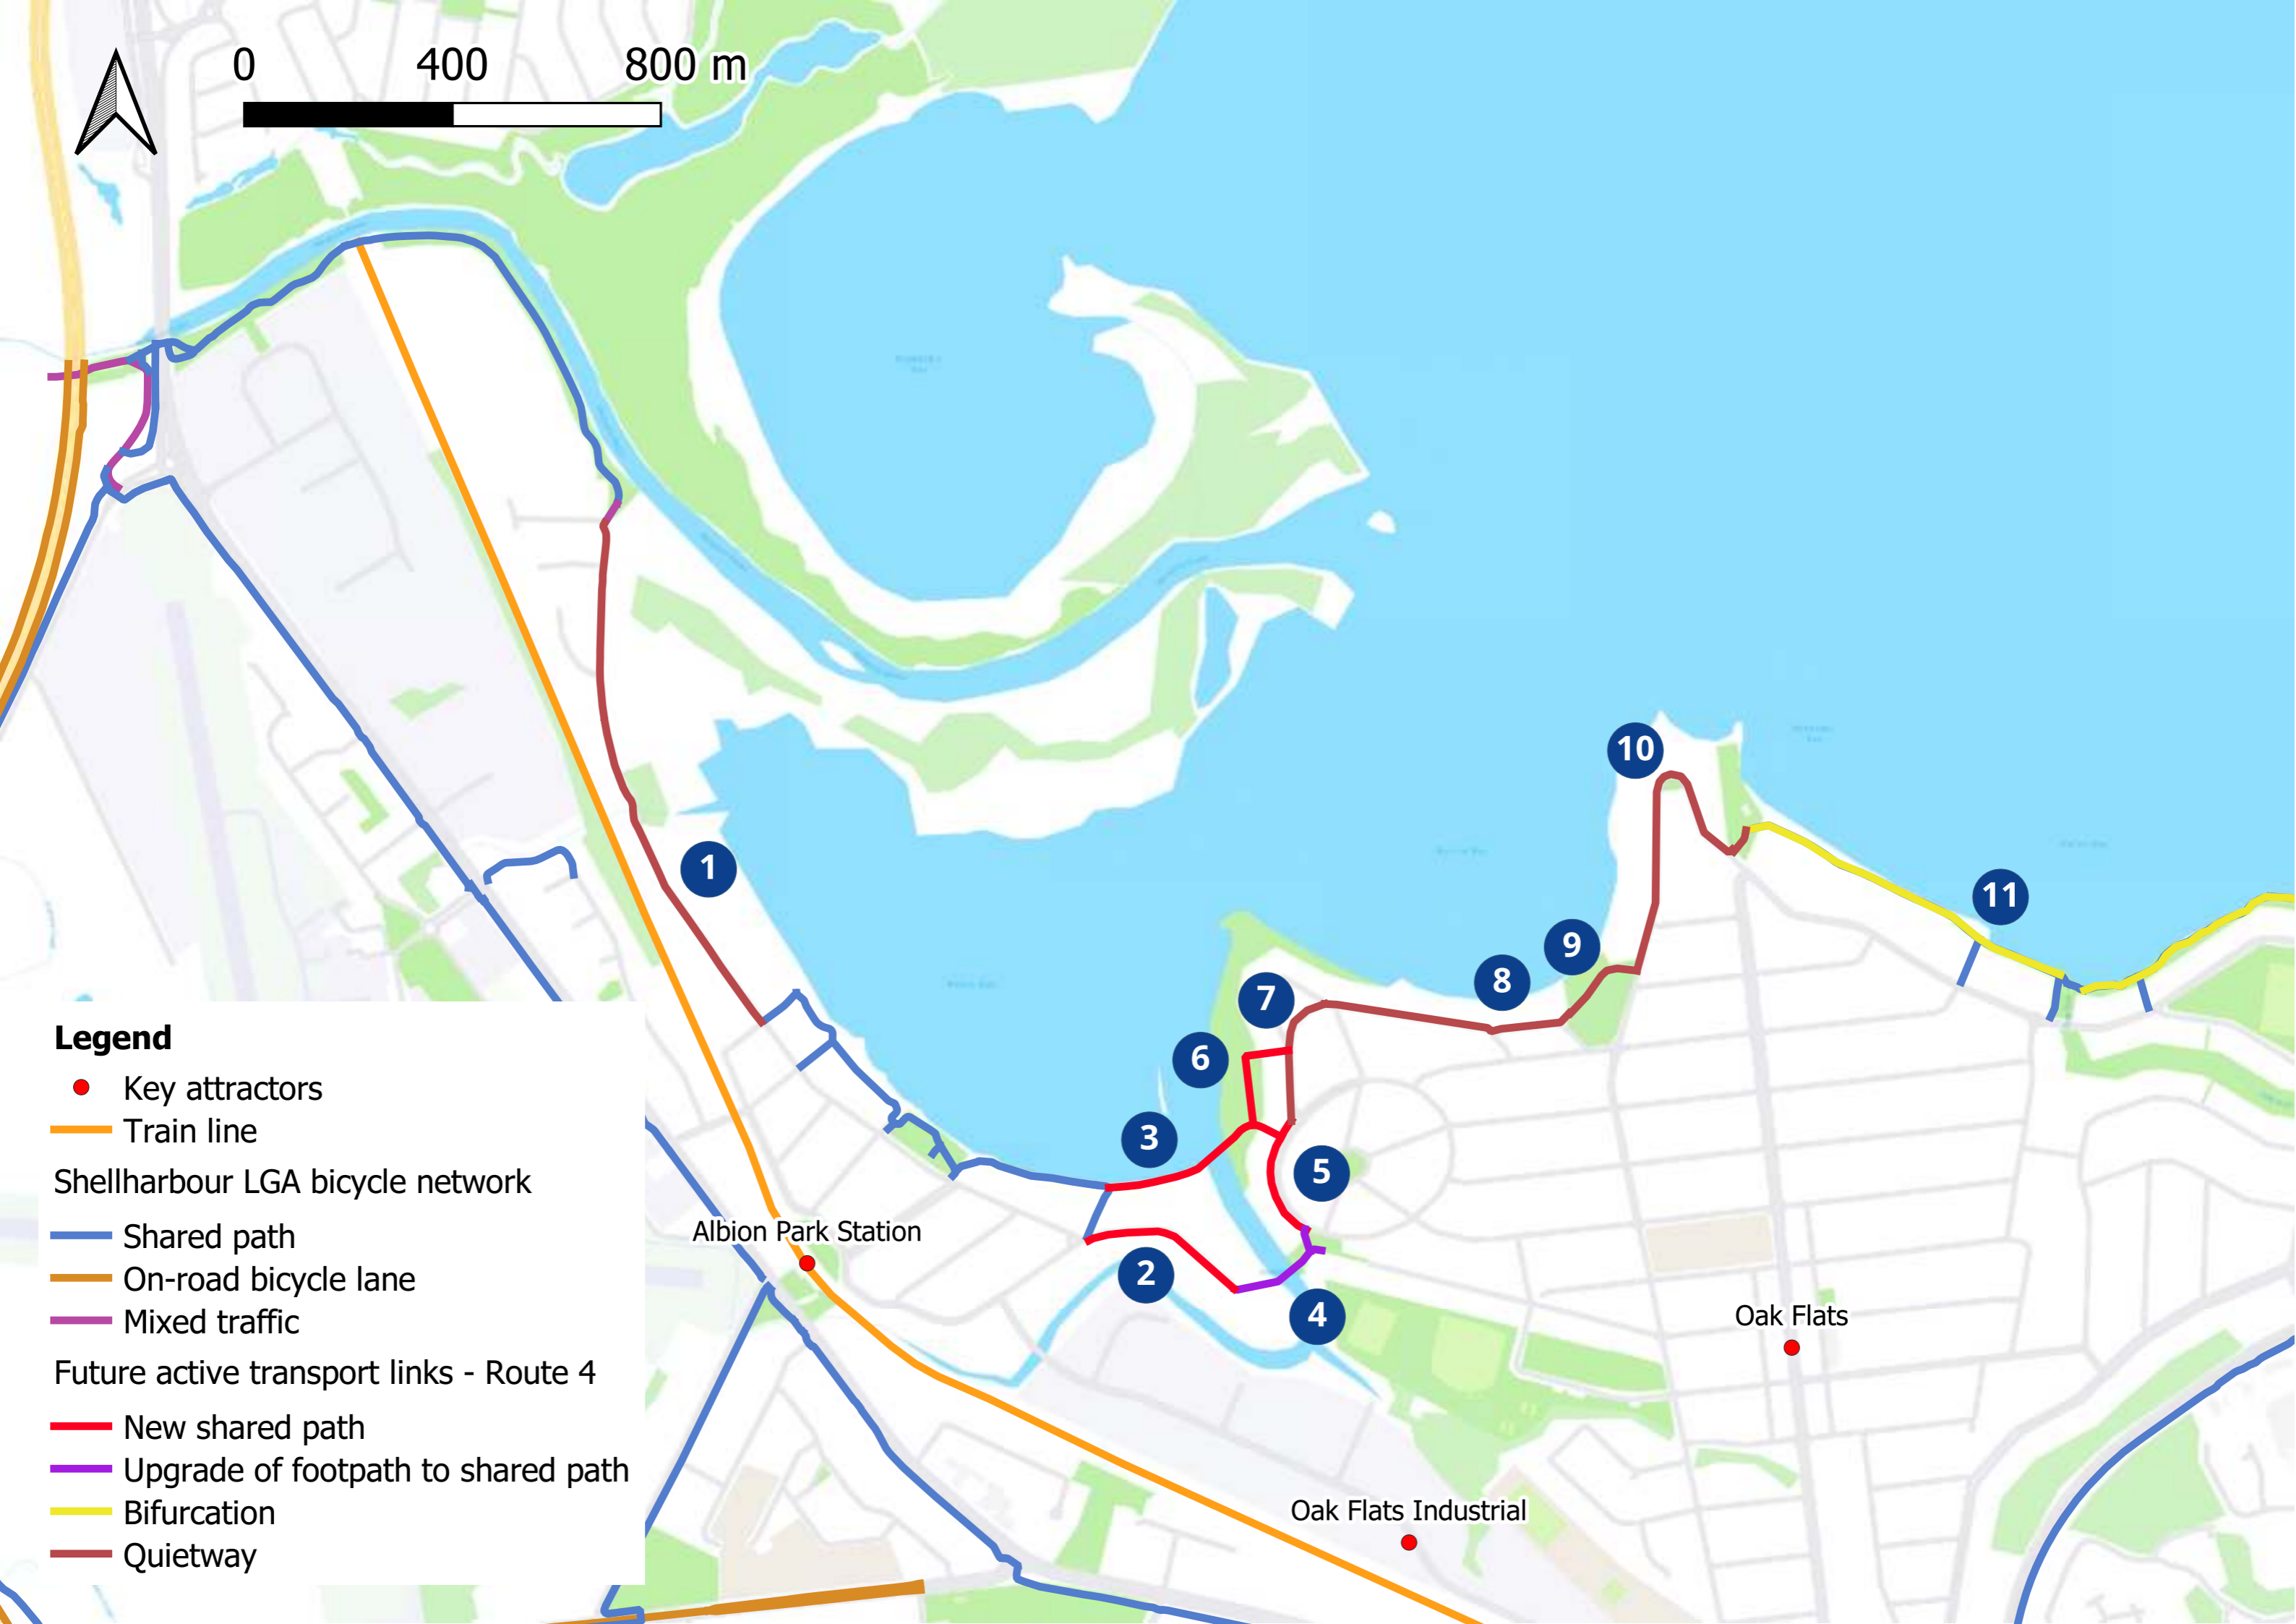 0 400 800 m
10
1
11
9
8
7
6
3
5
2
4
Albion Park Station
Oak Flats
Oak Flats Industrial
Legend
Key attractors
Train line
Shellharbour LGA bicycle network
Shared path
On-road bicycle lane
Mixed traffic
Future active transport links - Route 4
New shared path
Upgrade of footpath to shared path
Bifurcation
Quietway